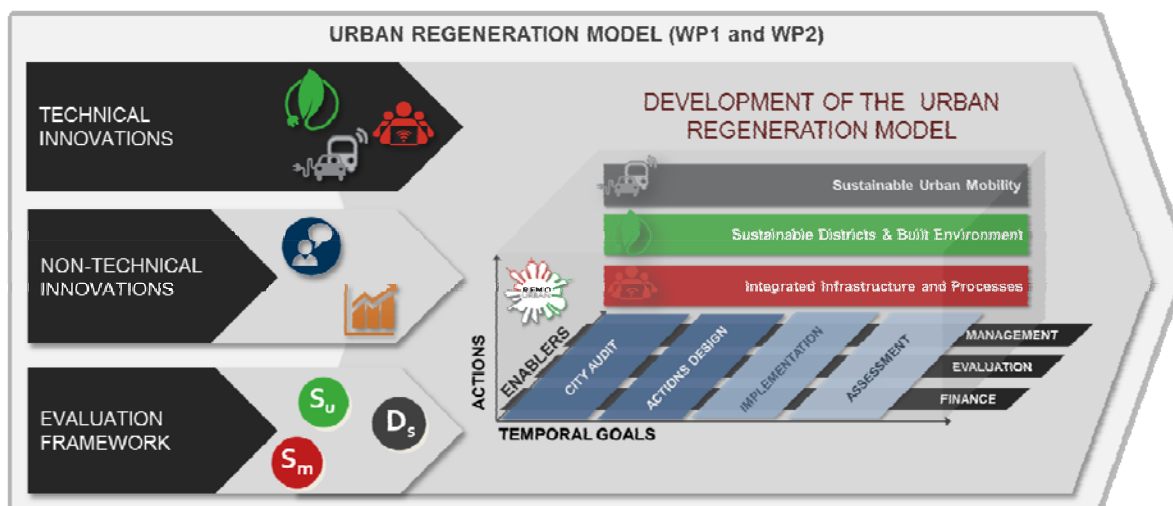 URBAN REGENERATION MODEL (WP1 and WP2)
TECHNICAL
INNOVATIONS
NON-TECHNICAL
INNOVATIONS
EVALUATION
FRAMEWORK
Su
Ds
Sm
DEVELOPMENT OF THE URBAN
REGENERATION MODEL
Sustainable Urban Mobility
Sustainable Districts & Built Environment
Integrated Infrastructure and Processes
REMO
URBAN
ACTIONS
ENABLERS
CITY AUDIT
ACTIONS DESIGN
IMPLEMENTATION
ASSESSMENT
MANAGEMENT
EVALUATION
FINANCE
TEMPORAL GOALS